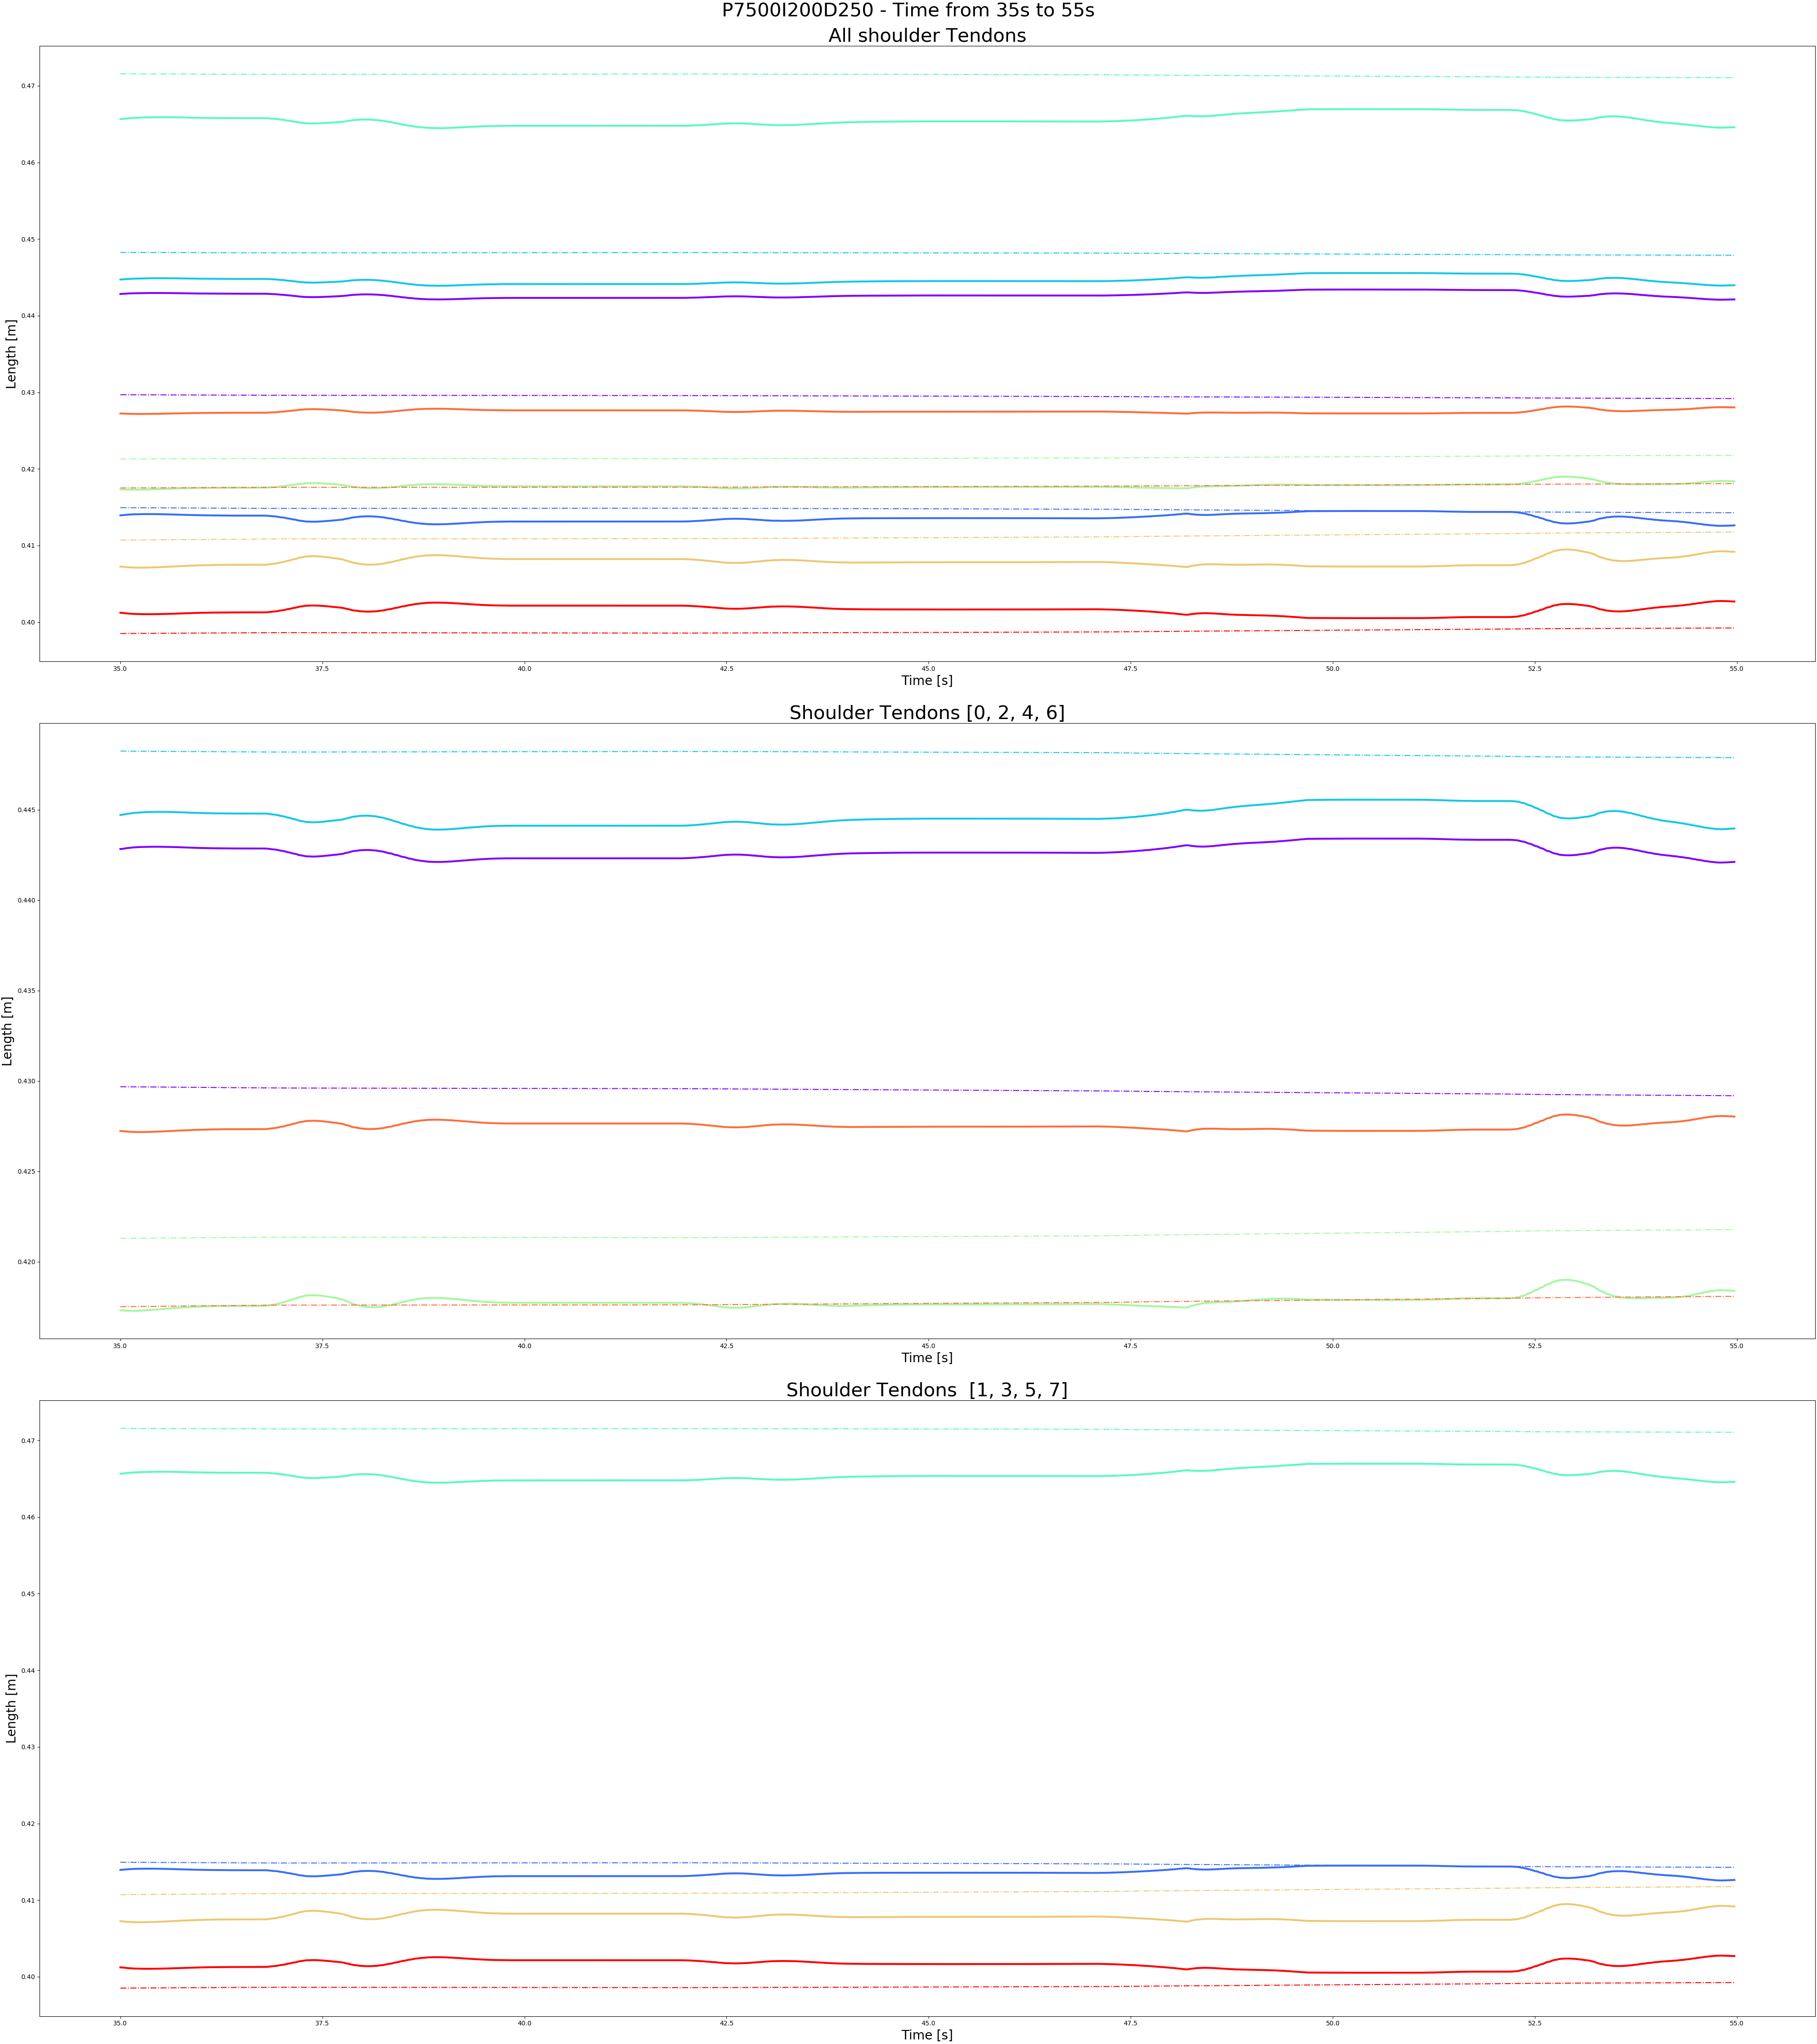 P7500I200D250 - Time from 35s to 55s
All shoulder Tendons
0.47
0.46
0.45
0.44
0.43
0.42
0.41
0.40
Length [m]
35.0 37.5 40.0 42.5 45.0 47.5 50.0 52.5 55.0
Time [s]
Shoulder Tendons [0, 2, 4, 6]
0.445
0.440
0.435
0.430
0.425
0.420
Length [m]
35.0 37.5 40.0 42.5 45.0 47.5 50.0 52.5 55.0
Time [s]
Shoulder Tendons  [1, 3, 5, 7]
0.47
0.46
0.45
0.44
0.43
0.42
0.41
0.40
Length [m]
35.0 37.5 40.0 42.5 45.0 47.5 50.0 52.5 55.0
Time [s]